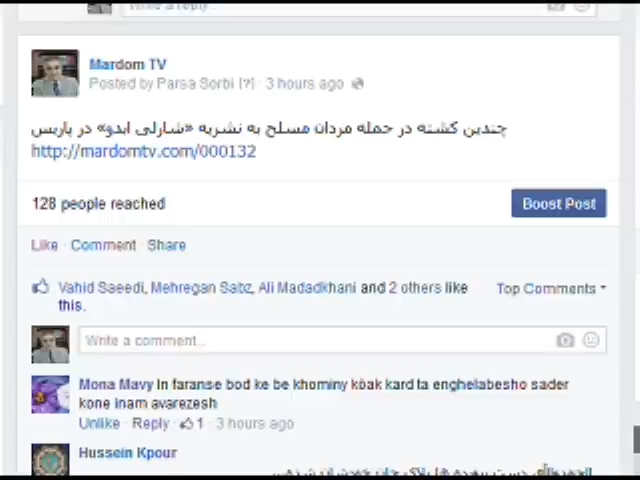 Write a reply...
Mardom TV
Posted by Parsa Sorbi [?] · 3 hours ago
چندین کشته در حمله مردان مسلح به نشریه «شارلی ابدو» در پاریس
http://mardomtv.com/000132
128 people reached
Boost Post
Like · Comment · Share
Vahid Saeedi, Mehregan Sabz, Ali Madadkhani and 2 others like this.
Top Comments
Write a comment...
Mona Mavy In faranse bod ke be khominy koak kard ta enghelabesho sader
kone inam avarezesh
Unlike · Reply · 1 · 3 hours ago
Hussein Kpour